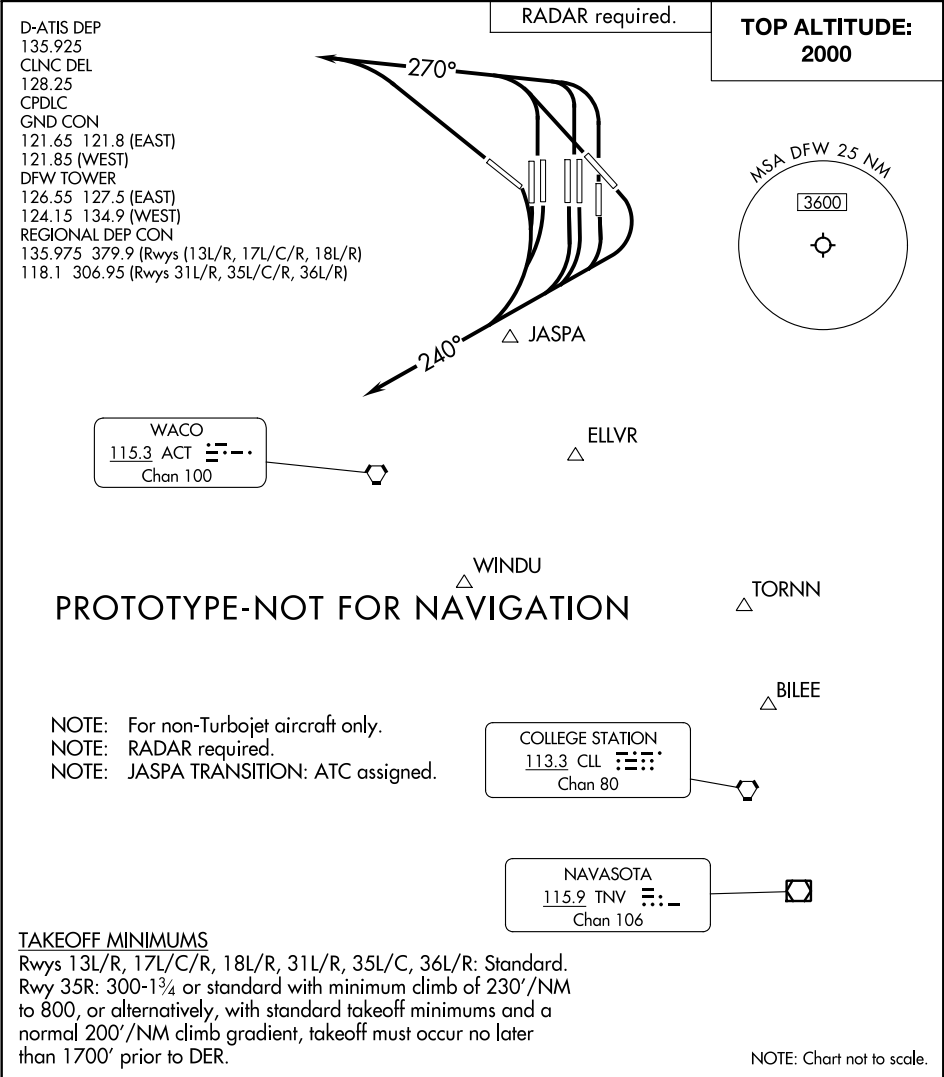 RADAR required.
TOP ALTITUDE:
2000
D-ATIS DEP
135.925
CLNC DEL
128.25
CPDLC
GND CON
121.65 121.8 (EAST)
121.85 (WEST)
DFW TOWER
126.55 127.5 (EAST)
124.15 134.9 (WEST)
REGIONAL DEP CON
135.975 379.9 (Rwys (13L/R, 17L/C/R, 18L/R)
118.1 306.95 (Rwys 31L/R, 35L/C/R, 36L/R)
270°
MSA DFW 25 NM
3600
240°
JASPA
WACO
115.3 ACT
Chan 100
ELLVR
WINDU
TORNN
PROTOTYPE-NOT FOR NAVIGATION
BILEE
NOTE: For non-Turbojet aircraft only.
NOTE: RADAR required.
NOTE: JASPA TRANSITION: ATC assigned.
COLLEGE STATION
113.3 CLL
Chan 80
NAVASOTA
115.9 TNV
Chan 106
TAKEOFF MINIMUMS
Rwys 13L/R, 17L/C/R, 18L/R, 31L/R, 35L/C, 36L/R: Standard.
Rwy 35R: 300-1¾ or standard with minimum climb of 230'/NM
to 800, or alternatively, with standard takeoff minimums and a
normal 200'/NM climb gradient, takeoff must occur no later
than 1700' prior to DER.
NOTE: Chart not to scale.